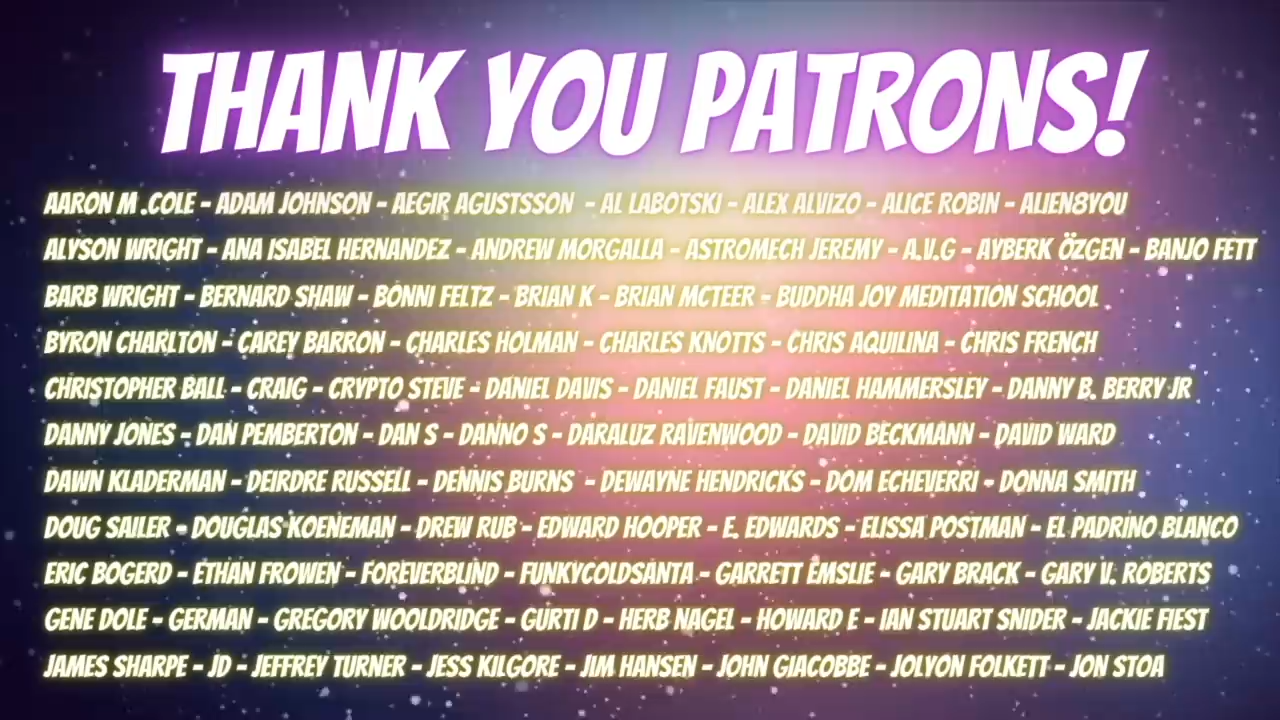 THANK YOU PATRONS!
AARON M .COLE - ADAM JOHNSON - AEGIR AGUSTSSON - AL LABOTSKI - ALEX ALVIZO - ALICE ROBIN - ALIEN8YOU
ALYSON WRIGHT - ANA ISABEL HERNANDEZ - ANDREW MORGALLA - ASTROMECH JEREMY - A.V.G - AYBERK ÖZGEN - BANJO FETT
BARB WRIGHT - BERNARD SHAW - BONNI FELTZ - BRIAN K - BRIAN MCTEER - BUDDHA JOY MEDITATION SCHOOL
BYRON CHARLTON - CAREY BARRON - CHARLES HOLMAN - CHARLES KNOTTS - CHRIS AQUILINA - CHRIS FRENCH
CHRISTOPHER BALL - CRAIG - CRYPTO STEVE - DANIEL DAVIS - DANIEL FAUST - DANIEL HAMMERSLEY - DANNY B. BERRY JR
DANNY JONES - DAN PEMBERTON - DAN S - DANNO S - DARALUZ RAVENWOOD - DAVID BECKMANN - DAVID WARD
DAWN KLADERMAN - DEIRDRE RUSSELL - DENNIS BURNS - DEWAYNE HENDRICKS - DOM ECHEVERRI - DONNA SMITH
DOUG SAILER - DOUGLAS KOENEMAN - DREW RUB - EDWARD HOOPER - E. EDWARDS - ELISSA POSTMAN - EL PADRINO BLANCO
ERIC BOGERD - ETHAN FROWEN - FOREVERBLIND - FUNKYCOLDSANTA - GARRETT EMSLIE - GARY BRACK - GARY V. ROBERTS
GENE DOLE - GERMAN - GREGORY WOOLDRIDGE - GURTI D - HERB NAGEL - HOWARD E - IAN STUART SNIDER - JACKIE FIEST
JAMES SHARPE - JD - JEFFREY TURNER - JESS KILGORE - JIM HANSEN - JOHN GIACOBBE - JOLYON FOLKETT - JON STOA